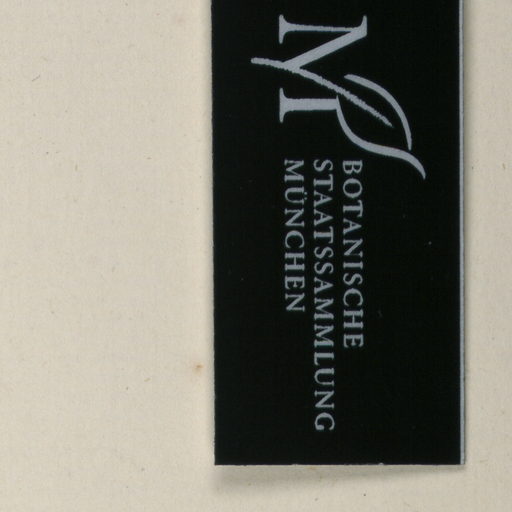 M
BOTANISCHE
STAATSSAMMLUNG
MÜNCHEN